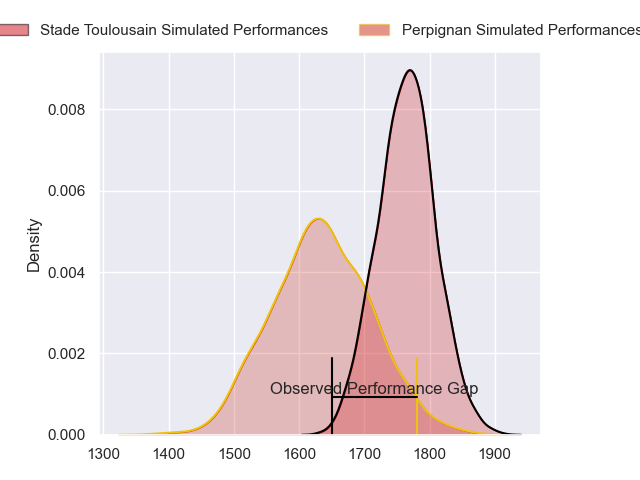 Stade Toulousain Simulated Performances
Perpignan Simulated Performances
0.008
0.006
0.004
0.002
0.000
Density
Observed Performance Gap
1300 1400 1500 1600 1700 1800 1900